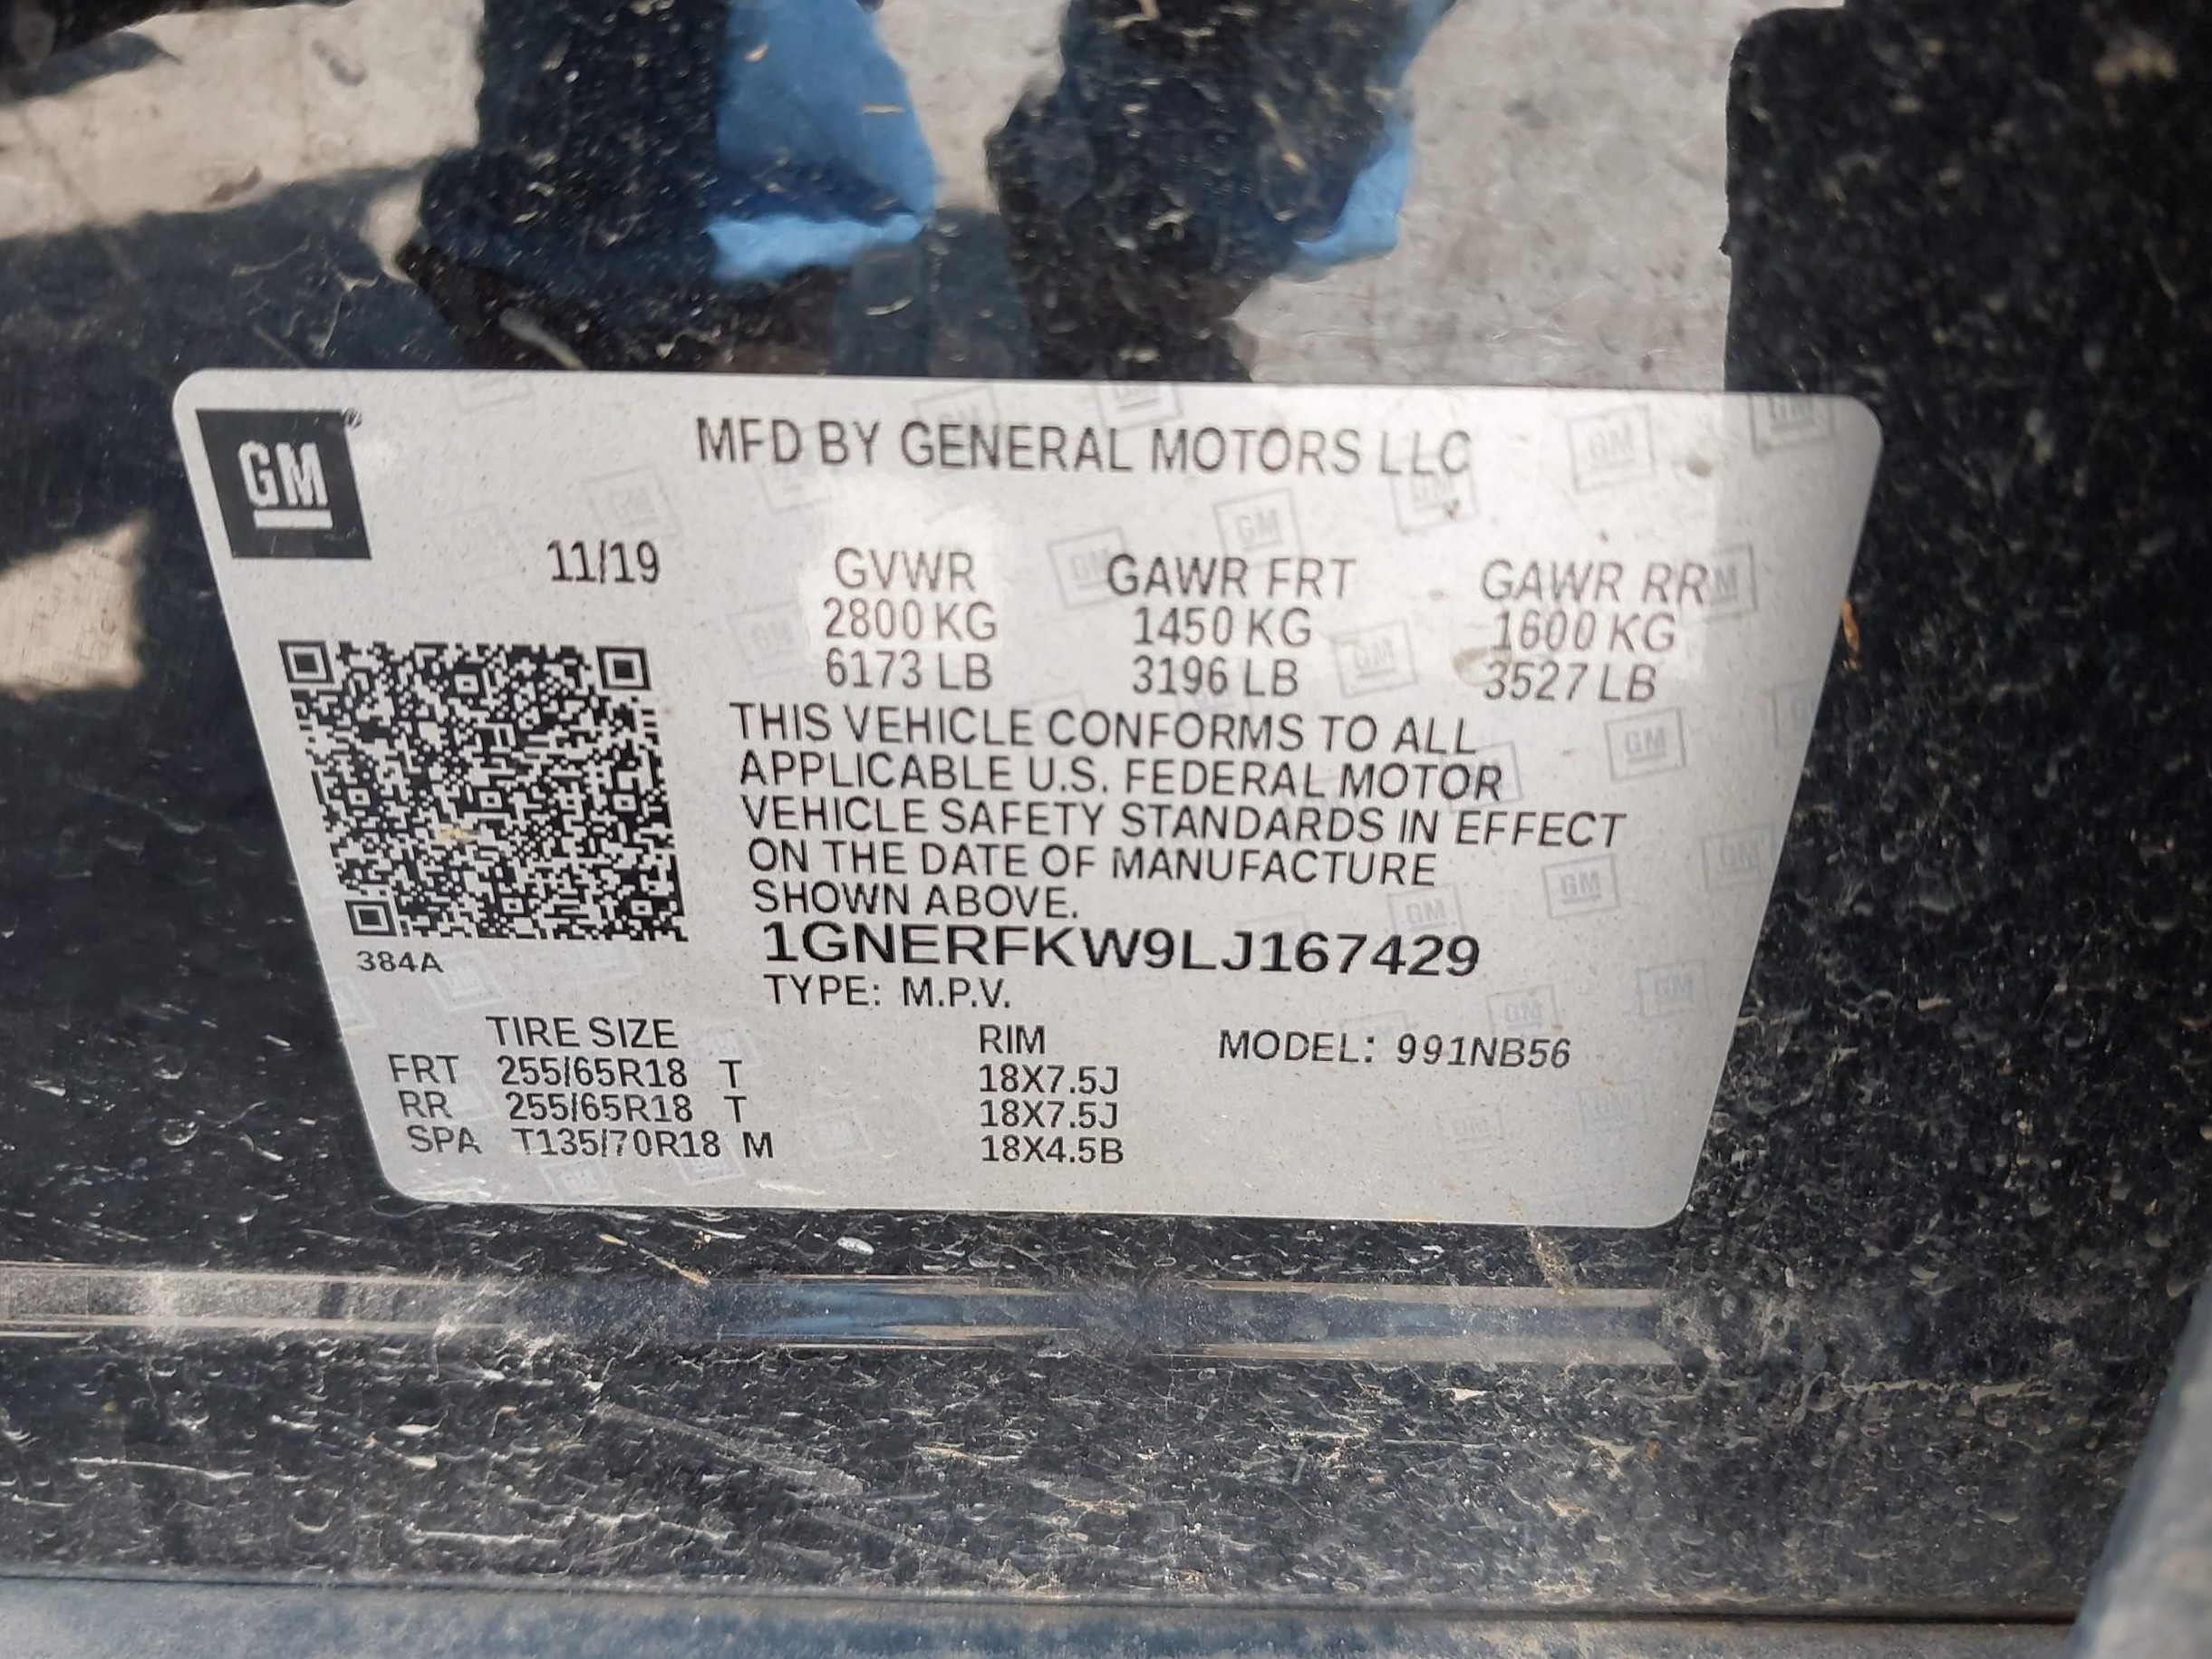 GM
MFD BY GENERAL MOTORS LLC
11/19 GVWR GAWR FRT GAWR RR
2800 KG 1450 KG 1600 KG
6173 LB 3196 LB 3527 LB
THIS VEHICLE CONFORMS TO ALL
APPLICABLE U.S. FEDERAL MOTOR
VEHICLE SAFETY STANDARDS IN EFFECT
ON THE DATE OF MANUFACTURE
SHOWN ABOVE.
384A 1GNERFKW9LJ167429
TYPE: M.P.V.
TIRE SIZE RIM MODEL: 991NB56
FRT 255/65R18 T 18X7.5J
RR 255/65R18 T 18X7.5J
SPA T135/70R18 M 18X4.5B